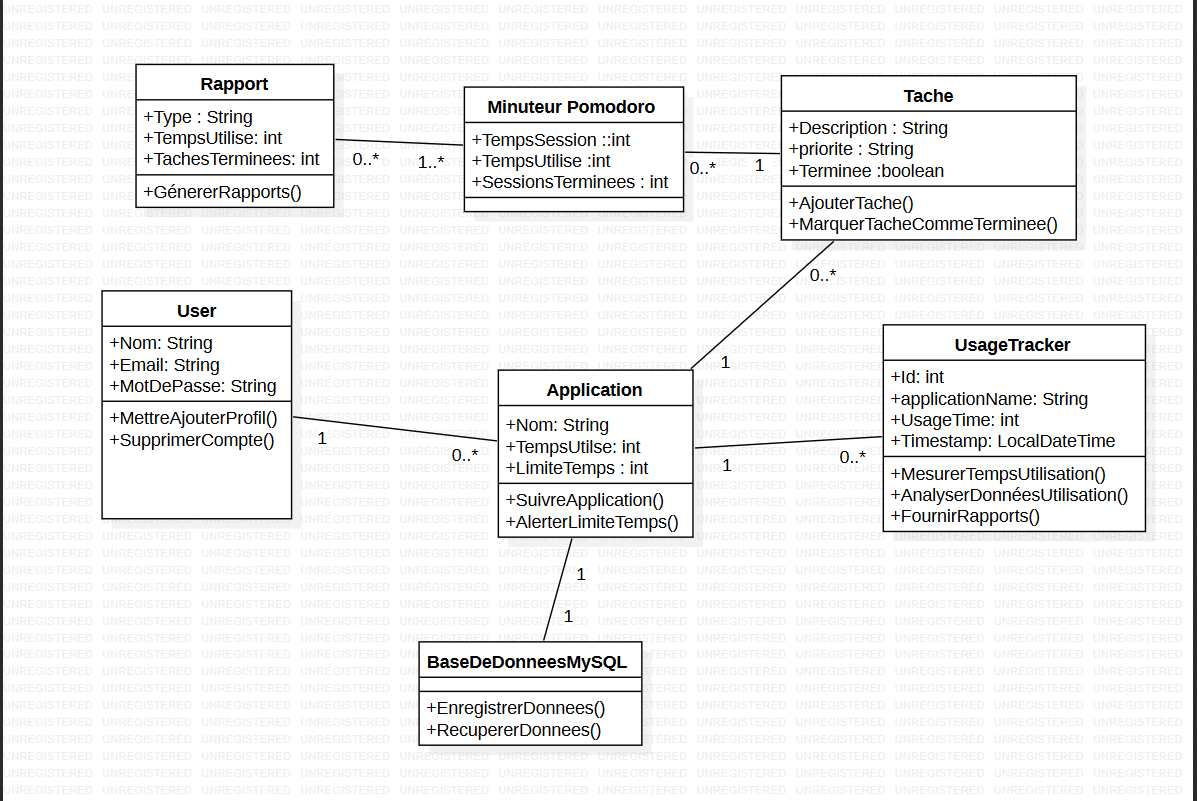 Rapport
+Type : String
+TempsUtilise: int
+TachesTerminees: int
+GénererRapports()
0..*
1..*
Minuteur Pomodoro
+TempsSession ::int
+TempsUtilise :int
+SessionsTerminees : int
0..*
1
Tache
+Description : String
+priorite : String
+Terminee :boolean
+AjouterTache()
+MarquerTacheCommeTerminee()
0..*
1
User
+Nom: String
+Email: String
+MotDePasse: String
+MettreAjouterProfil()
+SupprimerCompte()
1
0..*
Application
+Nom: String
+TempsUtilse: int
+LimiteTemps : int
+SuivreApplication()
+AlerterLimiteTemps()
1
0..*
UsageTracker
+Id: int
+applicationName: String
+UsageTime: int
+Timestamp: LocalDateTime
+MesurerTempsUtilisation()
+AnalyserDonnéesUtilisation()
+FournirRapports()
1
1
BaseDeDonneesMySQL
+EnregistrerDonnees()
+RecupererDonnees()
UNREGISTERED